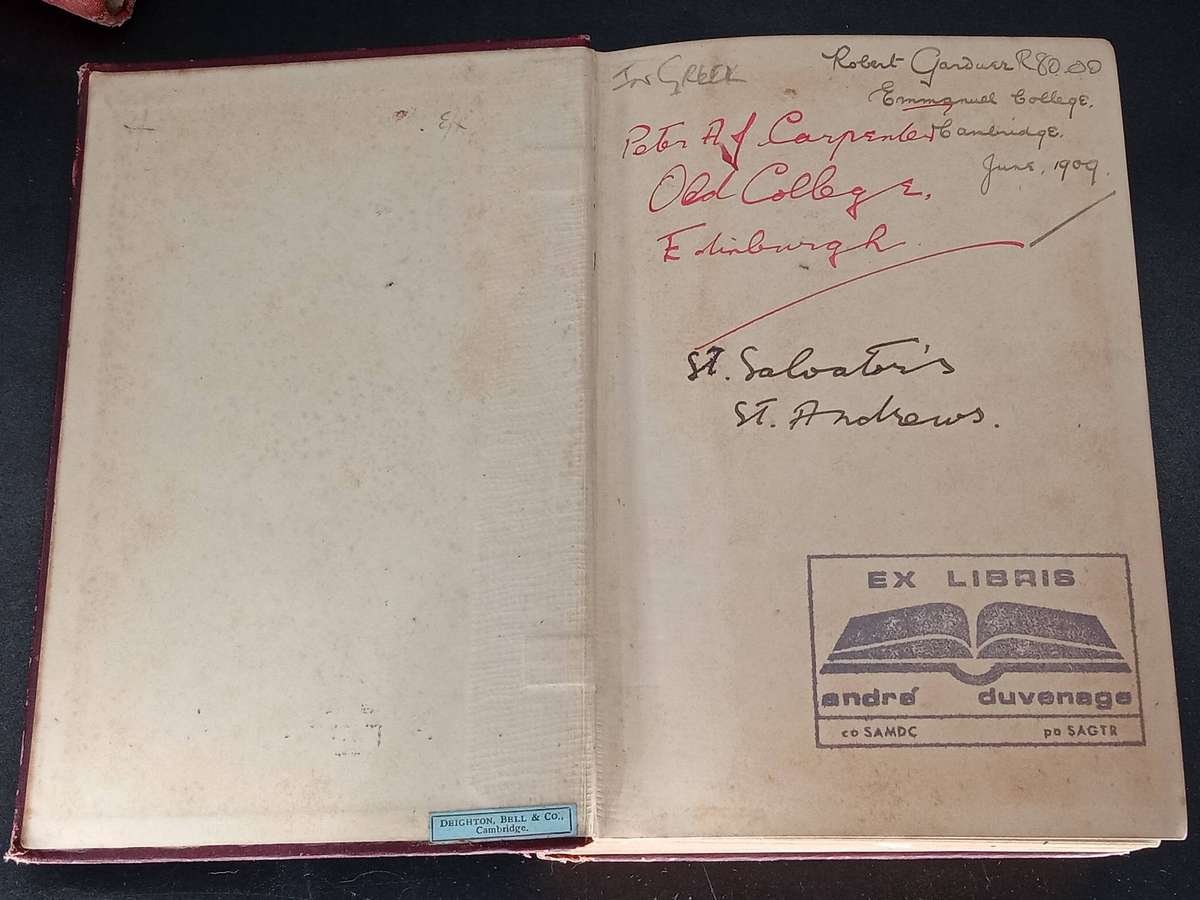 In GREEK
Robert Gardner R80.00
Emmanuel College.
Cambridge.
June, 1909.
Peter A J Carpenter
Old College,
Edinburgh
St. Salvator's
St. Andrews.
EX LIBRIS
andré duvenage
co SAMDC po SAGTR
DEIGHTON, BELL & Co.,
Cambridge.